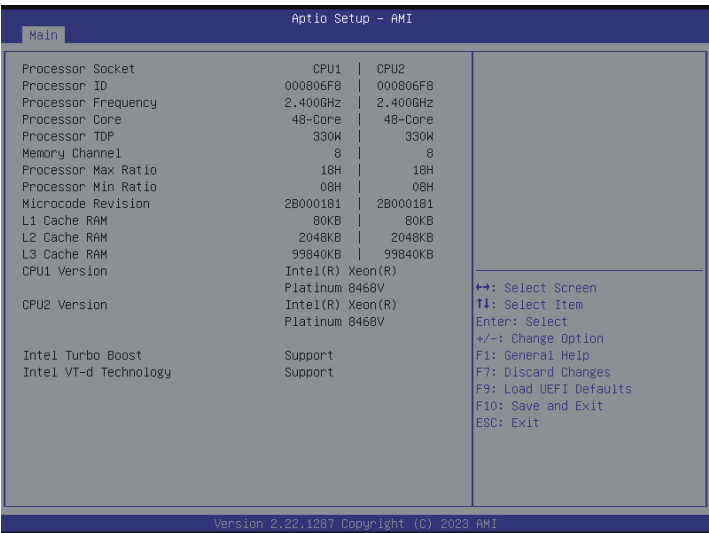 Aptio Setup - AMI
Main
Processor Socket CPU1 | CPU2
Processor ID 000806F8 | 000806F8
Processor Frequency 2.400GHz | 2.400GHz
Processor Core 48-Core | 48-Core
Processor TDP 330W | 330W
Memory Channel 8 | 8
Processor Max Ratio 18H | 18H
Processor Min Ratio 08H | 08H
Microcode Revision 2B000181 | 2B000181
L1 Cache RAM 80KB | 80KB
L2 Cache RAM 2048KB | 2048KB
L3 Cache RAM 99840KB | 99840KB
CPU1 Version Intel(R) Xeon(R)
Platinum 8468V
CPU2 Version Intel(R) Xeon(R)
Platinum 8468V
Intel Turbo Boost Support
Intel VT-d Technology Support
↔: Select Screen
↑↓: Select Item
Enter: Select
+/-: Change Option
F1: General Help
F7: Discard Changes
F9: Load UEFI Defaults
F10: Save and Exit
ESC: Exit
Version 2.22.1287 Copyright (C) 2023 AMI